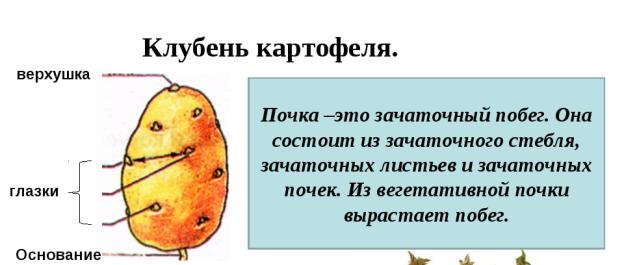 Клубень картофеля.
верхушка
глазки
Основание
Почка –это зачаточный побег. Она
состоит из зачаточного стебля,
зачаточных листьев и зачаточных
почек. Из вегетативной почки
вырастает побег.